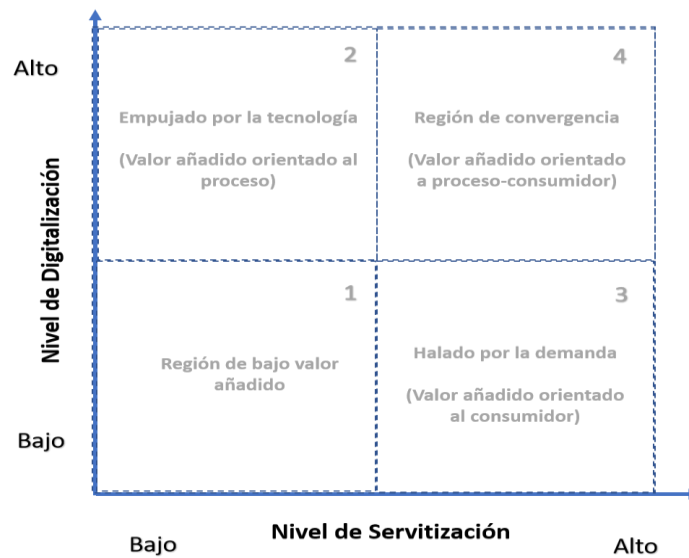 Alto
Nivel de Digitalización
Bajo
2
Empujado por la tecnología
(Valor añadido orientado al
proceso)
4
Región de convergencia
(Valor añadido orientado
a proceso-consumidor)
1
Región de bajo valor
añadido
3
Halado por la demanda
(Valor añadido orientado
al consumidor)
Bajo
Nivel de Servitización
Alto